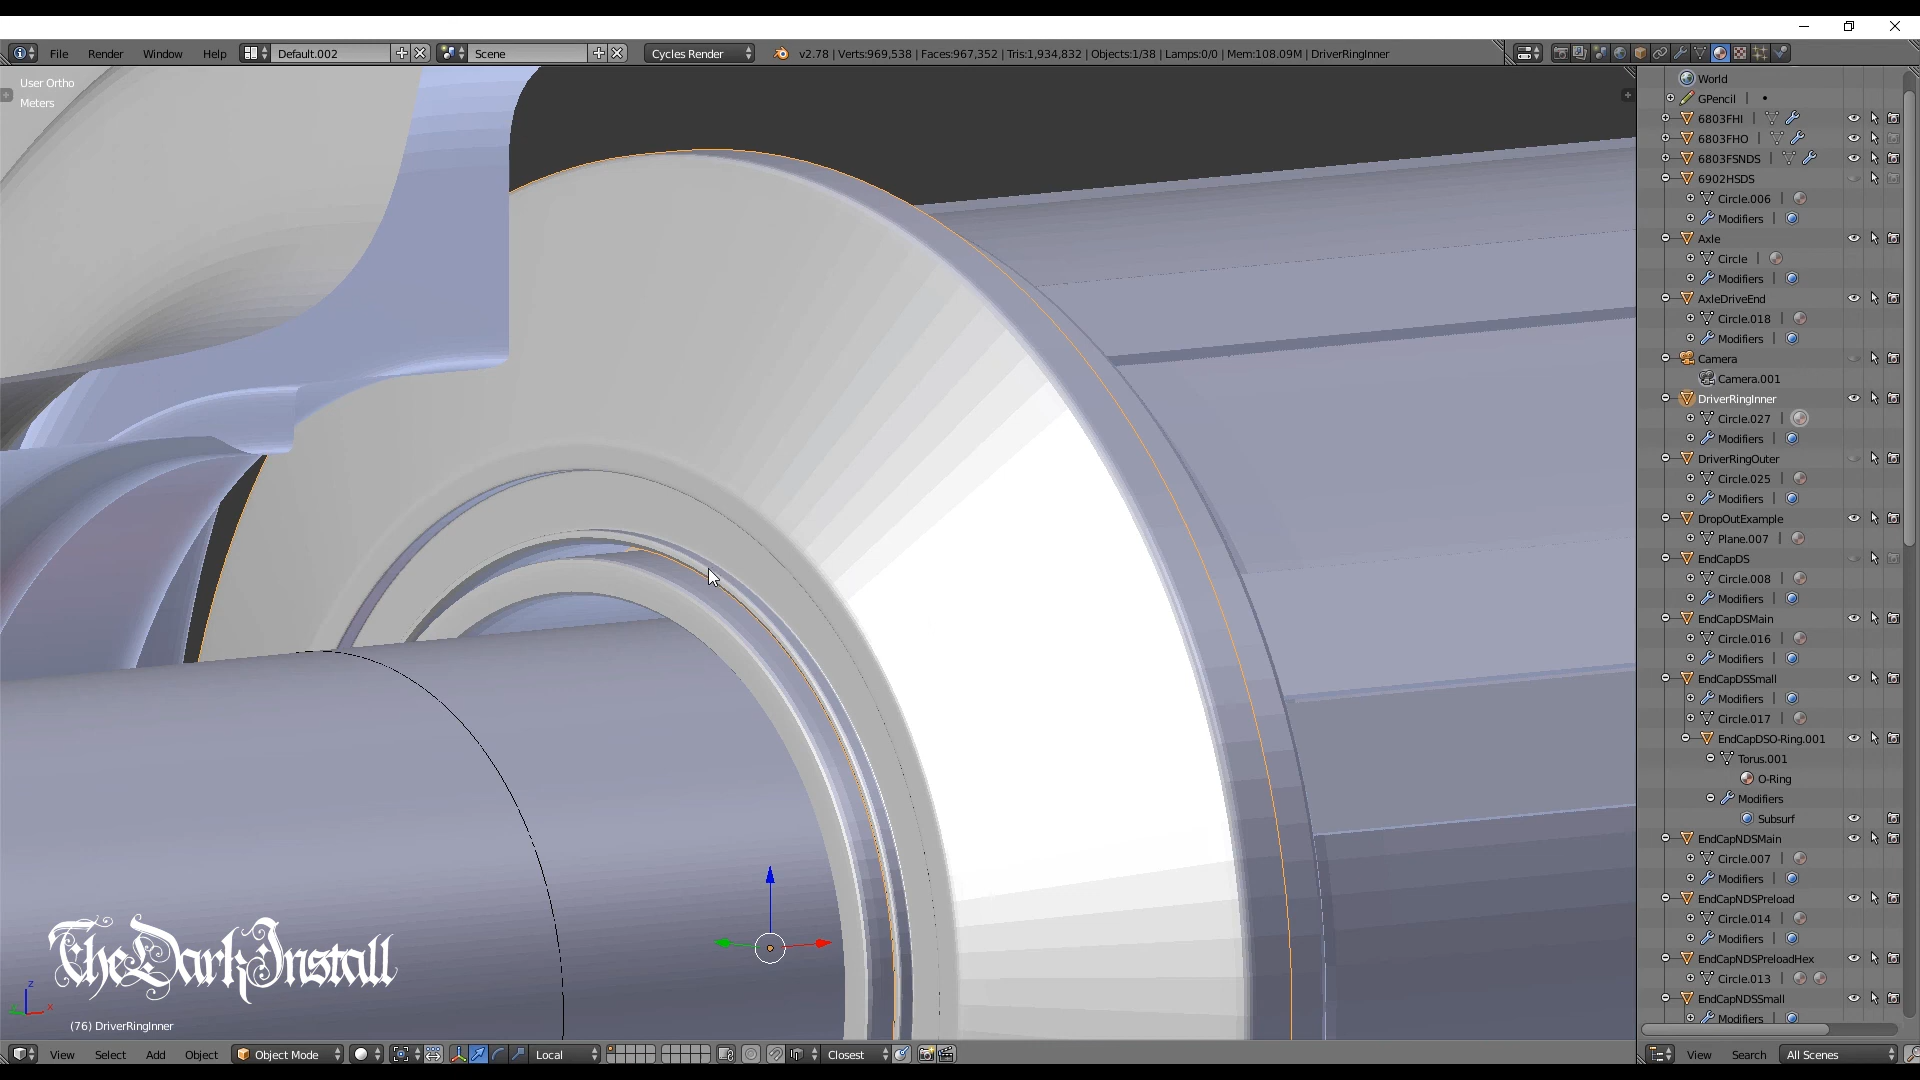 File Render Window Help Default.002 Scene Cycles Render v2.78 | Verts:969,538 | Faces:967,352 | Tris:1,934,832 | Objects:1/38 | Lamps:0/0 | Mem:108.09M | DriverRingInner
User Ortho
Meters
World
GPencil
6803FHI
6803FHO
6803FSNDS
6902HSDS
Circle.006
Modifiers
Axle
Circle
Modifiers
AxleDriveEnd
Circle.018
Modifiers
Camera
Camera.001
DriverRingInner
Circle.027
Modifiers
DriverRingOuter
Circle.025
Modifiers
DropOutExample
Plane.007
EndCapDS
Circle.008
Modifiers
EndCapDSMain
Circle.016
Modifiers
EndCapDSSmall
Modifiers
Circle.017
EndCapDSO-Ring.001
Torus.001
O-Ring
Modifiers
Subsurf
EndCapNDSMain
Circle.007
Modifiers
EndCapNDSPreload
Circle.014
Modifiers
EndCapNDSPreloadHex
Circle.013
EndCapNDSSmall
Modifiers
TheDarkInstall
z
x
(76) DriverRingInner
View Select Add Object Object Mode Local Closest
View Search All Scenes